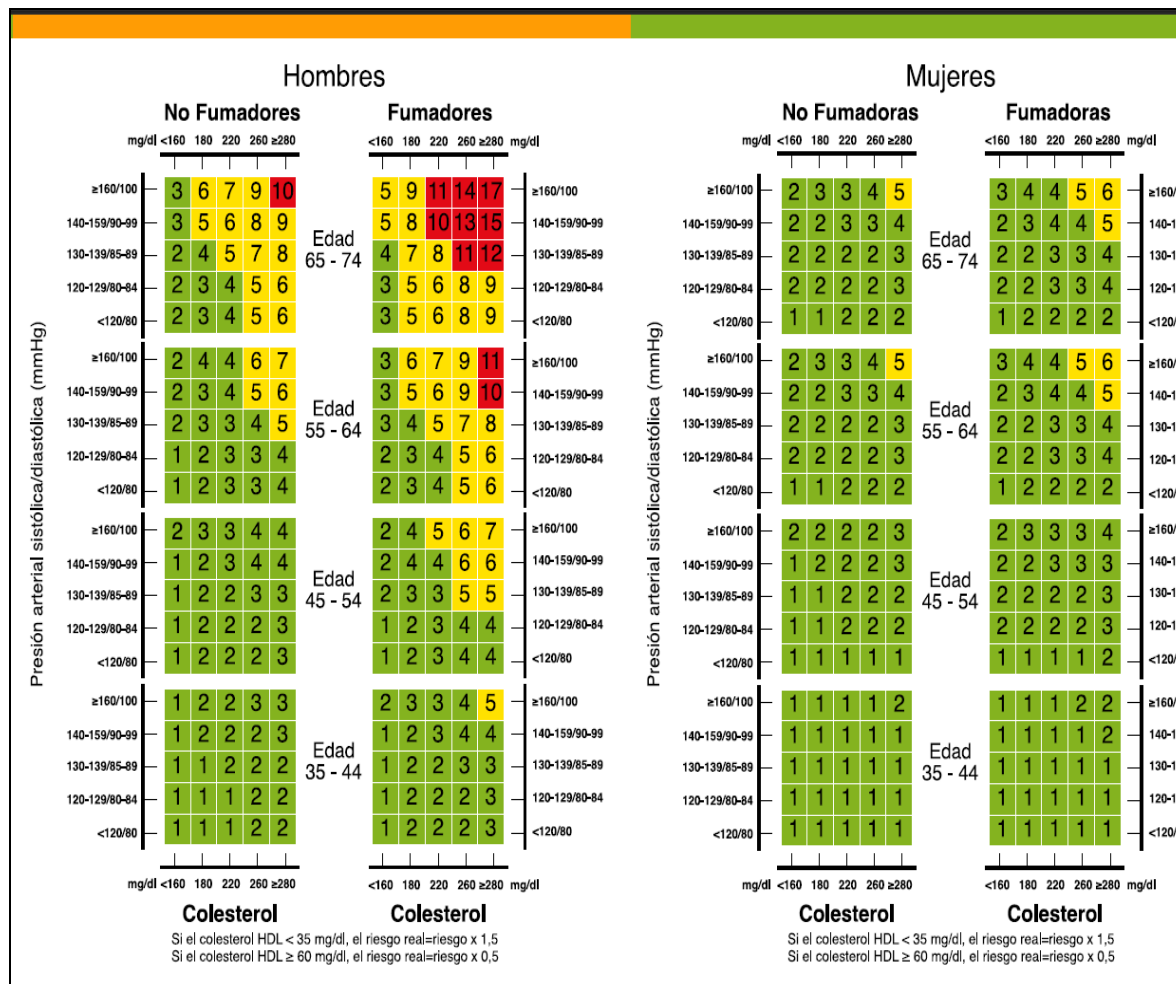 Hombres Mujeres
No Fumadores Fumadores No Fumadoras Fumadoras
mg/dl <160 180 220 260 ≥280 <160 180 220 260 ≥280 mg/dl mg/dl <160 180 220 260 ≥280 <160 180 220 260 ≥280 mg/dl
Presión arterial sistólica/diastólica (mmHg) Presión arterial sistólica/diastólica (mmHg)
≥160/100 3 6 7 9 10 5 9 11 14 17 ≥160/100 ≥160/100 2 3 3 4 5 3 4 4 5 6 ≥160/
140-159/90-99 3 5 6 8 9 5 8 10 13 15 140-159/90-99 140-159/90-99 2 2 3 3 4 2 3 4 4 5 140-1
Edad Edad
65 - 74 65 - 74
130-139/85-89 2 4 5 7 8 4 7 8 11 12 130-139/85-89 130-139/85-89 2 2 2 2 3 2 2 3 3 4 130-1
120-129/80-84 2 3 4 5 6 3 5 6 8 9 120-129/80-84 120-129/80-84 2 2 2 2 3 2 2 3 3 4 120-1
<120/80 2 3 4 5 6 3 5 6 8 9 <120/80 <120/80 1 1 2 2 2 1 2 2 2 2 <120/
≥160/100 2 4 4 6 7 3 6 7 9 11 ≥160/100 ≥160/100 2 3 3 4 5 3 4 4 5 6 ≥160/
140-159/90-99 2 3 4 5 6 3 5 6 9 10 140-159/90-99 140-159/90-99 2 2 3 3 4 2 3 4 4 5 140-1
Edad Edad
55 - 64 55 - 64
130-139/85-89 2 3 3 4 5 3 4 5 7 8 130-139/85-89 130-139/85-89 2 2 2 2 3 2 2 3 3 4 130-1
120-129/80-84 1 2 3 3 4 2 3 4 5 6 120-129/80-84 120-129/80-84 2 2 2 2 3 2 2 3 3 4 120-1
<120/80 1 2 3 3 4 2 3 4 5 6 <120/80 <120/80 1 1 2 2 2 1 2 2 2 2 <120/
≥160/100 2 3 3 4 4 2 4 5 6 7 ≥160/100 ≥160/100 2 2 2 2 3 2 3 3 3 4 ≥160/
140-159/90-99 1 2 3 4 4 2 4 4 6 6 140-159/90-99 140-159/90-99 1 2 2 2 3 2 2 3 3 3 140-1
Edad Edad
45 - 54 45 - 54
130-139/85-89 1 2 2 3 3 2 3 3 5 5 130-139/85-89 130-139/85-89 1 1 2 2 2 2 2 2 2 3 130-1
120-129/80-84 1 2 2 2 3 1 2 3 4 4 120-129/80-84 120-129/80-84 1 1 2 2 2 2 2 2 2 3 120-1
<120/80 1 2 2 2 3 1 2 3 4 4 <120/80 <120/80 1 1 1 1 1 1 1 1 1 2 <120/
≥160/100 1 2 2 3 3 2 3 3 4 5 ≥160/100 ≥160/100 1 1 1 1 2 1 1 1 2 2 ≥160/
140-159/90-99 1 2 2 2 3 1 2 3 4 4 140-159/90-99 140-159/90-99 1 1 1 1 1 1 1 1 1 2 140-1
Edad Edad
35 - 44 35 - 44
130-139/85-89 1 1 2 2 2 1 2 2 3 3 130-139/85-89 130-139/85-89 1 1 1 1 1 1 1 1 1 1 130-1
120-129/80-84 1 1 1 2 2 1 2 2 2 3 120-129/80-84 120-129/80-84 1 1 1 1 1 1 1 1 1 1 120-1
<120/80 1 1 1 2 2 1 2 2 2 3 <120/80 <120/80 1 1 1 1 1 1 1 1 1 1 <120/
mg/dl <160 180 220 260 ≥280 <160 180 220 260 ≥280 mg/dl mg/dl <160 180 220 260 ≥280 <160 180 220 260 ≥280 mg/dl
Colesterol Colesterol Colesterol Colesterol
Si el colesterol HDL < 35 mg/dl, el riesgo real=riesgo x 1,5 Si el colesterol HDL < 35 mg/dl, el riesgo real=riesgo x 1,5
Si el colesterol HDL ≥ 60 mg/dl, el riesgo real=riesgo x 0,5 Si el colesterol HDL ≥ 60 mg/dl, el riesgo real=riesgo x 0,5